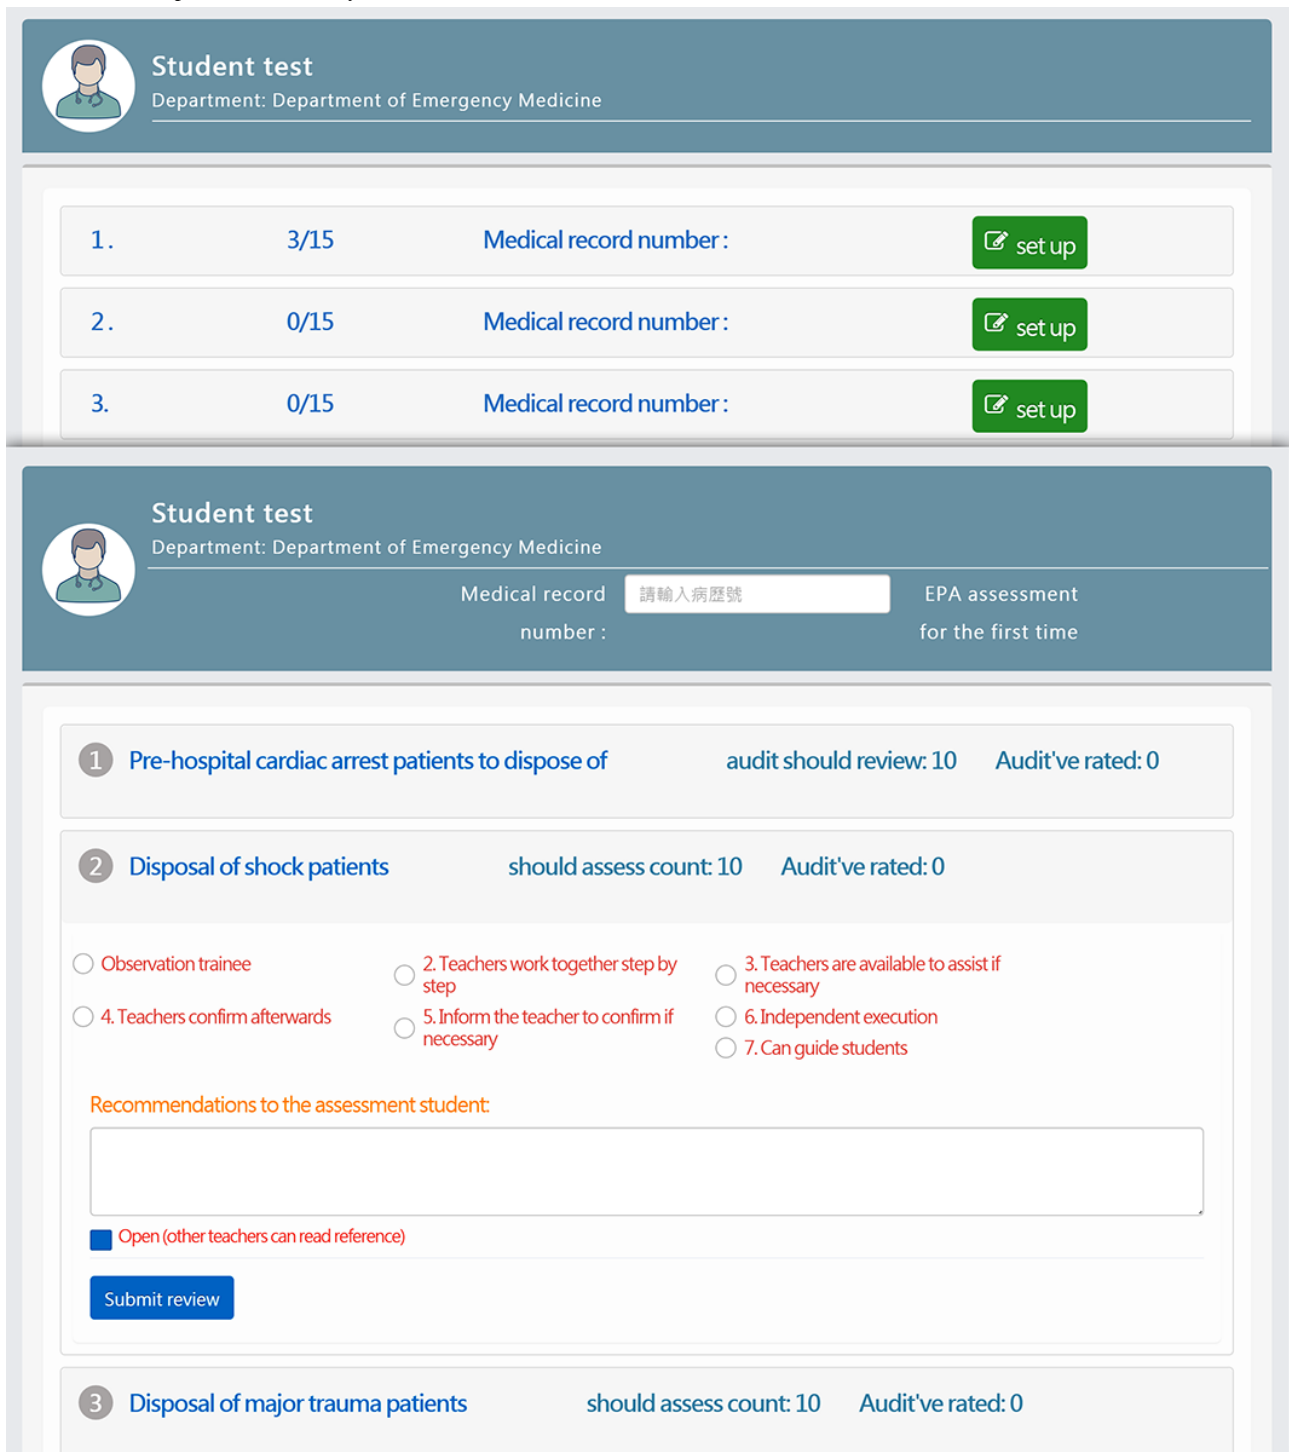 Student test
Department: Department of Emergency Medicine
1. 3/15 Medical record number: set up
2. 0/15 Medical record number: set up
3. 0/15 Medical record number: set up
Student test
Department: Department of Emergency Medicine
Medical record number: 請輸入病歷號 EPA assessment for the first time
1 Pre-hospital cardiac arrest patients to dispose of audit should review: 10 Audit've rated: 0
2 Disposal of shock patients should assess count: 10 Audit've rated: 0
Observation trainee
2. Teachers work together step by step
3. Teachers are available to assist if necessary
4. Teachers confirm afterwards
5. Inform the teacher to confirm if necessary
6. Independent execution
7. Can guide students
Recommendations to the assessment student:
Open (other teachers can read reference)
Submit review
3 Disposal of major trauma patients should assess count: 10 Audit've rated: 0